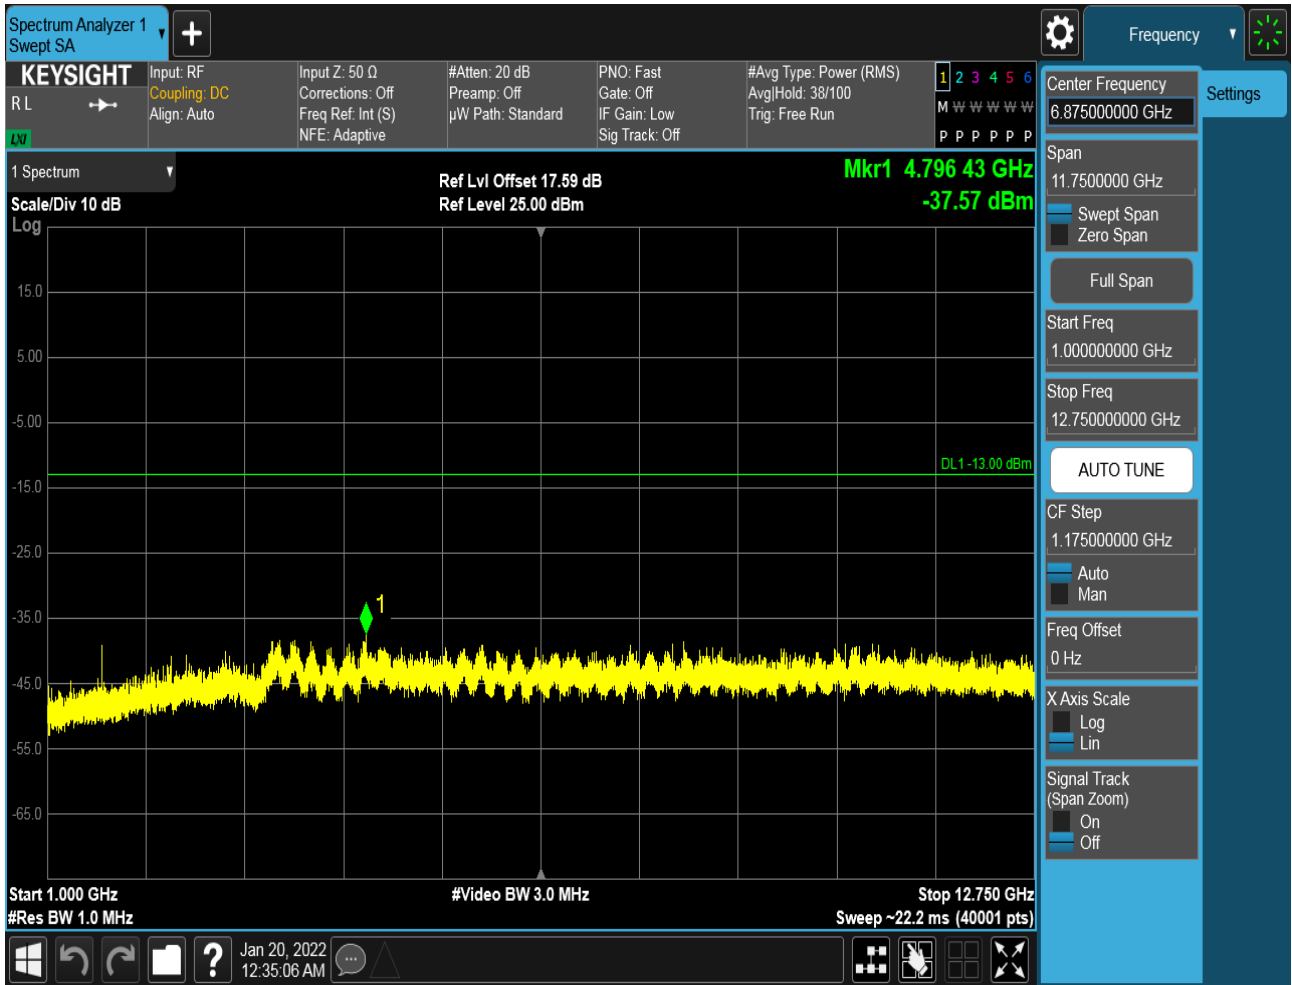 Spectrum Analyzer 1
Swept SA
Frequency
KEYSIGHT
R L
LXI
Input: RF
Coupling: DC
Align: Auto
Input Z: 50 Ω
Corrections: Off
Freq Ref: Int (S)
NFE: Adaptive
#Atten: 20 dB
Preamp: Off
µW Path: Standard
PNO: Fast
Gate: Off
IF Gain: Low
Sig Track: Off
#Avg Type: Power (RMS)
Avg|Hold: 38/100
Trig: Free Run
1 2 3 4 5 6
M W W W W W
P P P P P P
1 Spectrum
Scale/Div 10 dB
Log
Ref Lvl Offset 17.59 dB
Ref Level 25.00 dBm
Mkr1 4.796 43 GHz
-37.57 dBm
15.0
5.00
-5.00
DL1 -13.00 dBm
-15.0
-25.0
1
-35.0
-45.0
-55.0
-65.0
Start 1.000 GHz
#Res BW 1.0 MHz
#Video BW 3.0 MHz
Stop 12.750 GHz
Sweep ~22.2 ms (40001 pts)
?
Jan 20, 2022
12:35:06 AM
Center Frequency
6.875000000 GHz
Settings
Span
11.7500000 GHz
Swept Span
Zero Span
Full Span
Start Freq
1.000000000 GHz
Stop Freq
12.750000000 GHz
AUTO TUNE
CF Step
1.175000000 GHz
Auto
Man
Freq Offset
0 Hz
X Axis Scale
Log
Lin
Signal Track
(Span Zoom)
On
Off